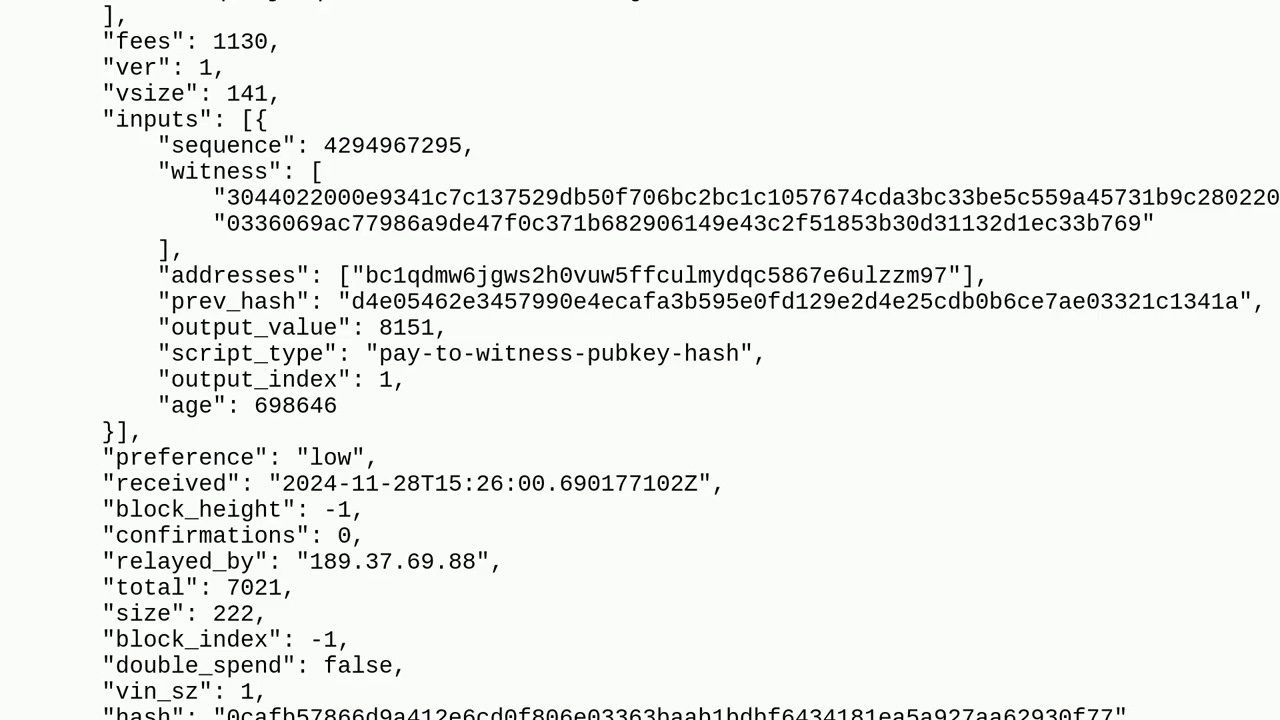 ],
"fees": 1130,
"ver": 1,
"vsize": 141,
"inputs": [{
"sequence": 4294967295,
"witness": [
"3044022000e9341c7c137529db50f706bc2bc1c1057674cda3bc33be5c559a45731b9c280220
"0336069ac77986a9de47f0c371b682906149e43c2f51853b30d31132d1ec33b769"
],
"addresses": ["bc1qdmw6jgws2h0vuw5ffculmydqc5867e6ulzzm97"],
"prev_hash": "d4e05462e3457990e4ecafa3b595e0fd129e2d4e25cdb0b6ce7ae03321c1341a",
"output_value": 8151,
"script_type": "pay-to-witness-pubkey-hash",
"output_index": 1,
"age": 698646
}],
"preference": "low",
"received": "2024-11-28T15:26:00.690177102Z",
"block_height": -1,
"confirmations": 0,
"relayed_by": "189.37.69.88",
"total": 7021,
"size": 222,
"block_index": -1,
"double_spend": false,
"vin_sz": 1,
"hash": "0cafb57866d9a412e6cd0f806e03363baab1bdbf6434181ea5a927aa62930f77"